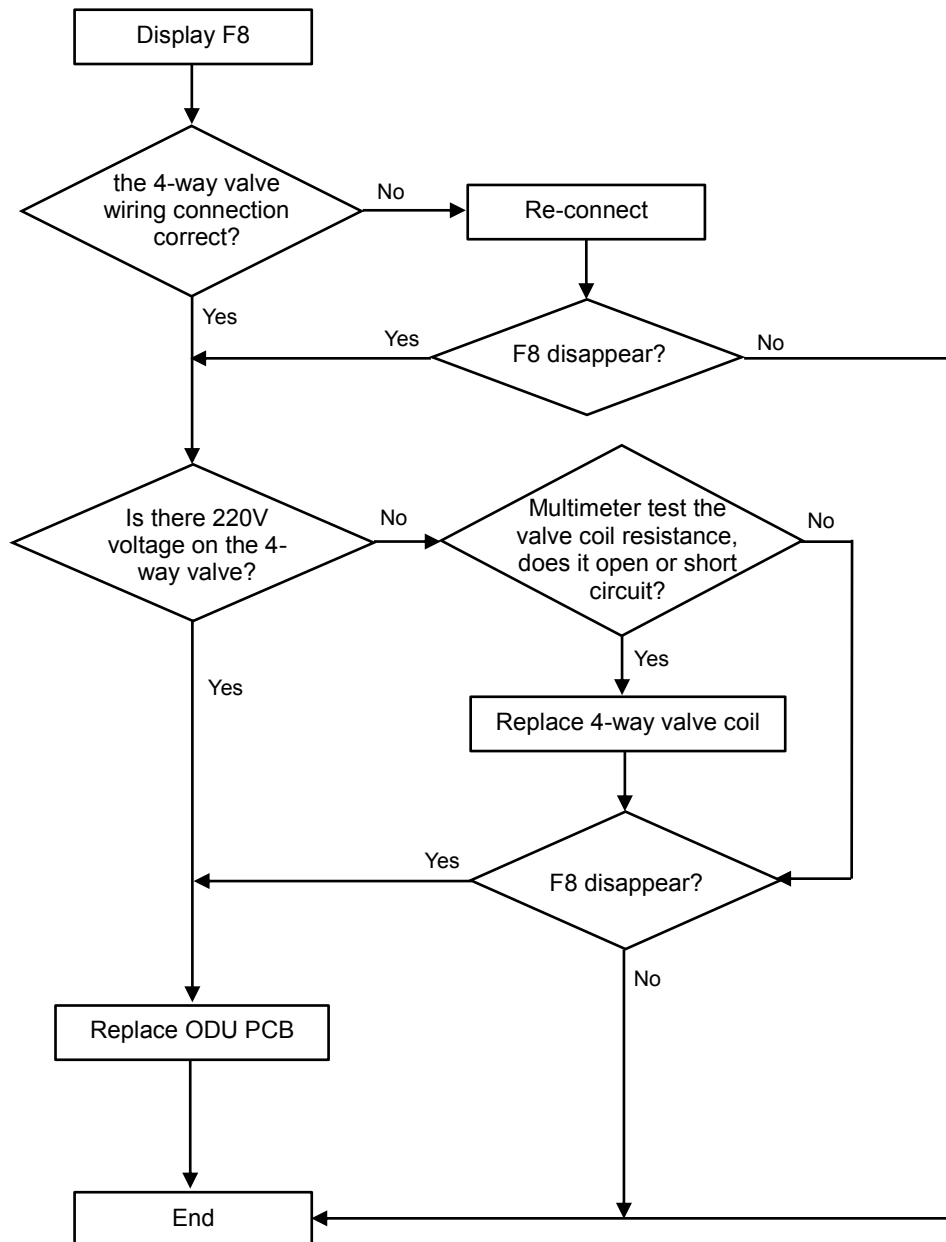 Display F8
the 4-way valve
wiring connection
correct?
No
Re-connect
Yes
Yes
F8 disappear?
No
Is there 220V
voltage on the 4-
way valve?
No
Multimeter test the
valve coil resistance,
does it open or short
circuit?
No
Yes
Yes
Replace 4-way valve coil
Yes
F8 disappear?
No
Replace ODU PCB
End